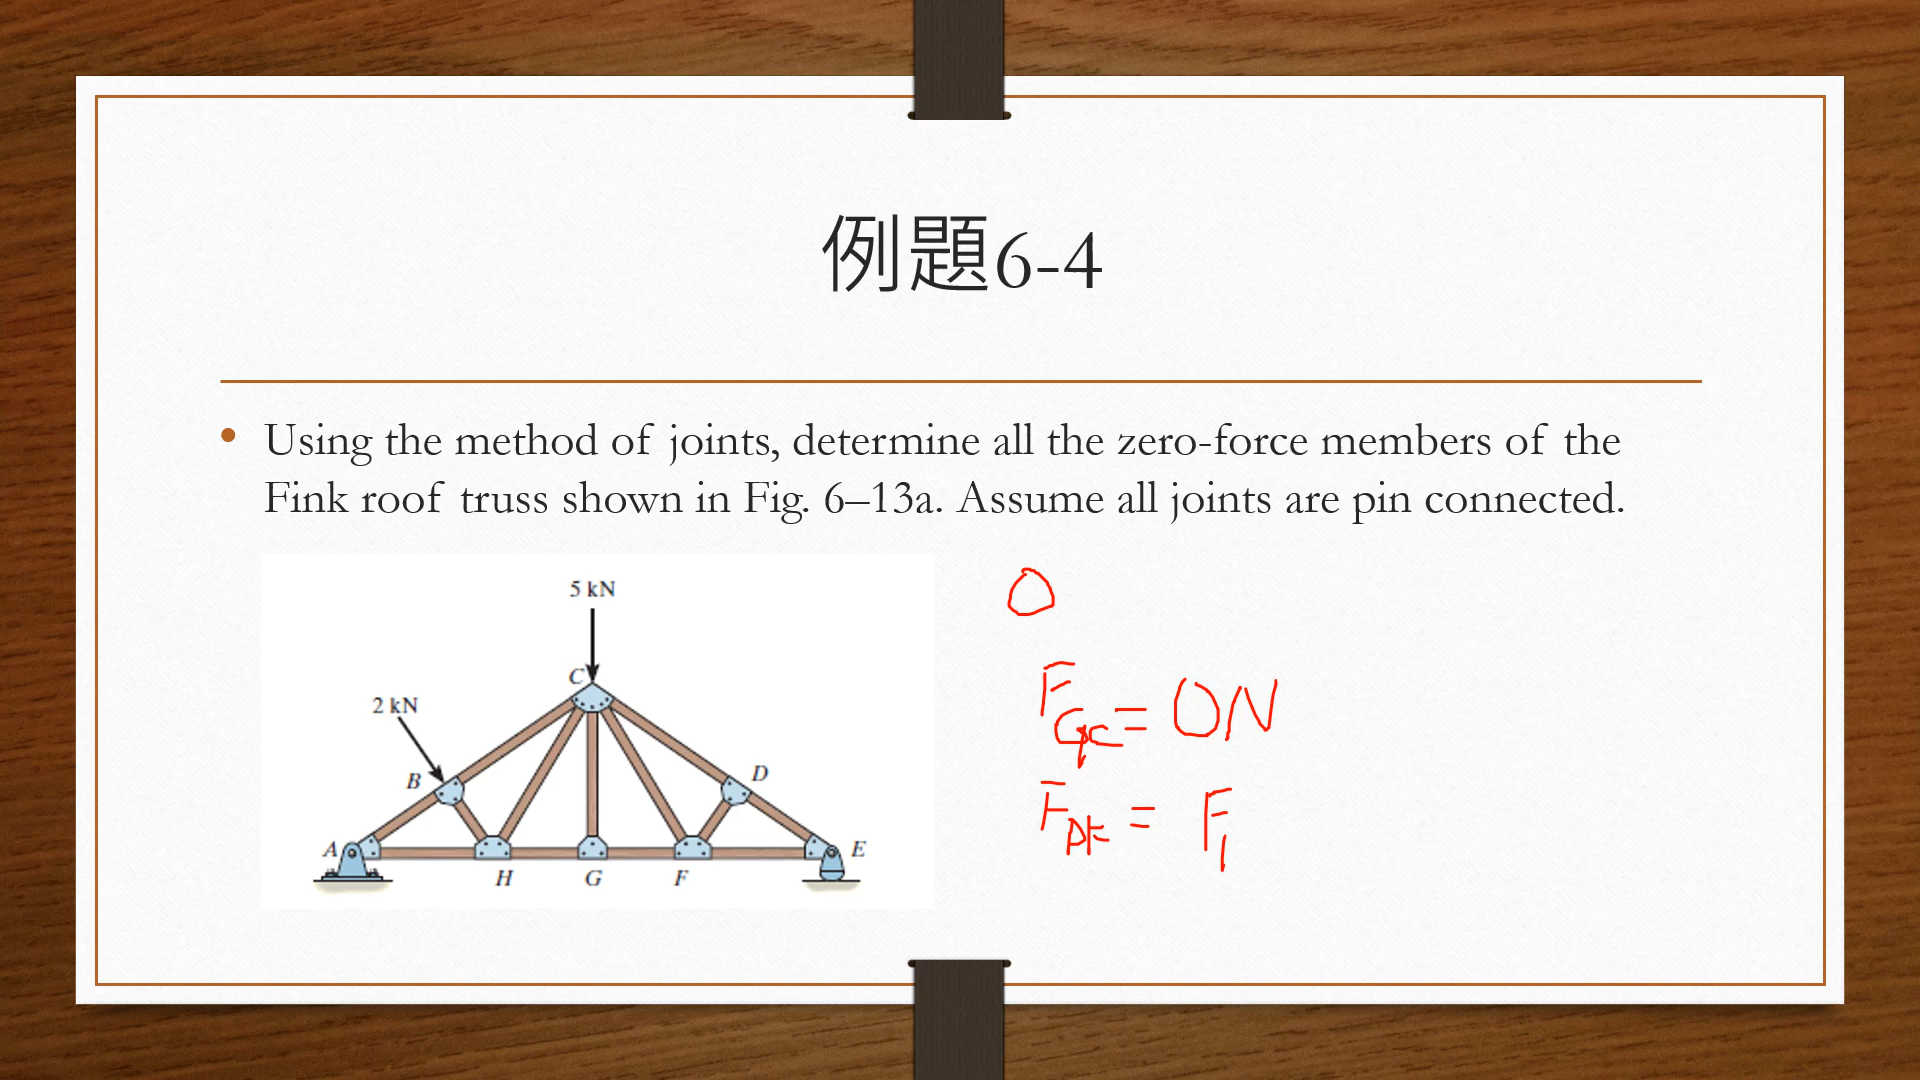 例題6-4
• Using the method of joints, determine all the zero-force members of the
Fink roof truss shown in Fig. 6–13a. Assume all joints are pin connected.
5 kN
C
2 kN
B
D
A
E
H
G
F
O
F_GC = 0N
F_DF = F